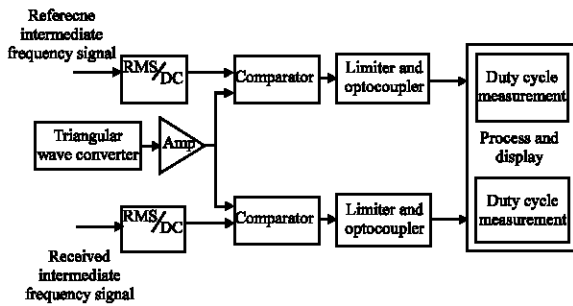 Referecne
intermediate
frequency signal
RMS/DC
Comparator
Limiter and
optocoupler
Duty cycle
measurement
Triangular
wave converter
Amp
Process and
display
RMS/DC
Comparator
Limiter and
optocoupler
Duty cycle
measurement
Received
intermediate
frequency signal